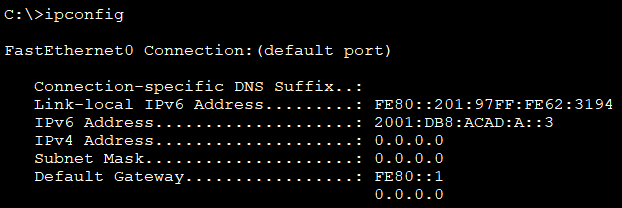 C:\>ipconfig
FastEthernet0 Connection:(default port)
Connection-specific DNS Suffix..:
Link-local IPv6 Address.........: FE80::201:97FF:FE62:3194
IPv6 Address....................: 2001:DB8:ACAD:A::3
IPv4 Address....................: 0.0.0.0
Subnet Mask.....................: 0.0.0.0
Default Gateway.................: FE80::1
0.0.0.0